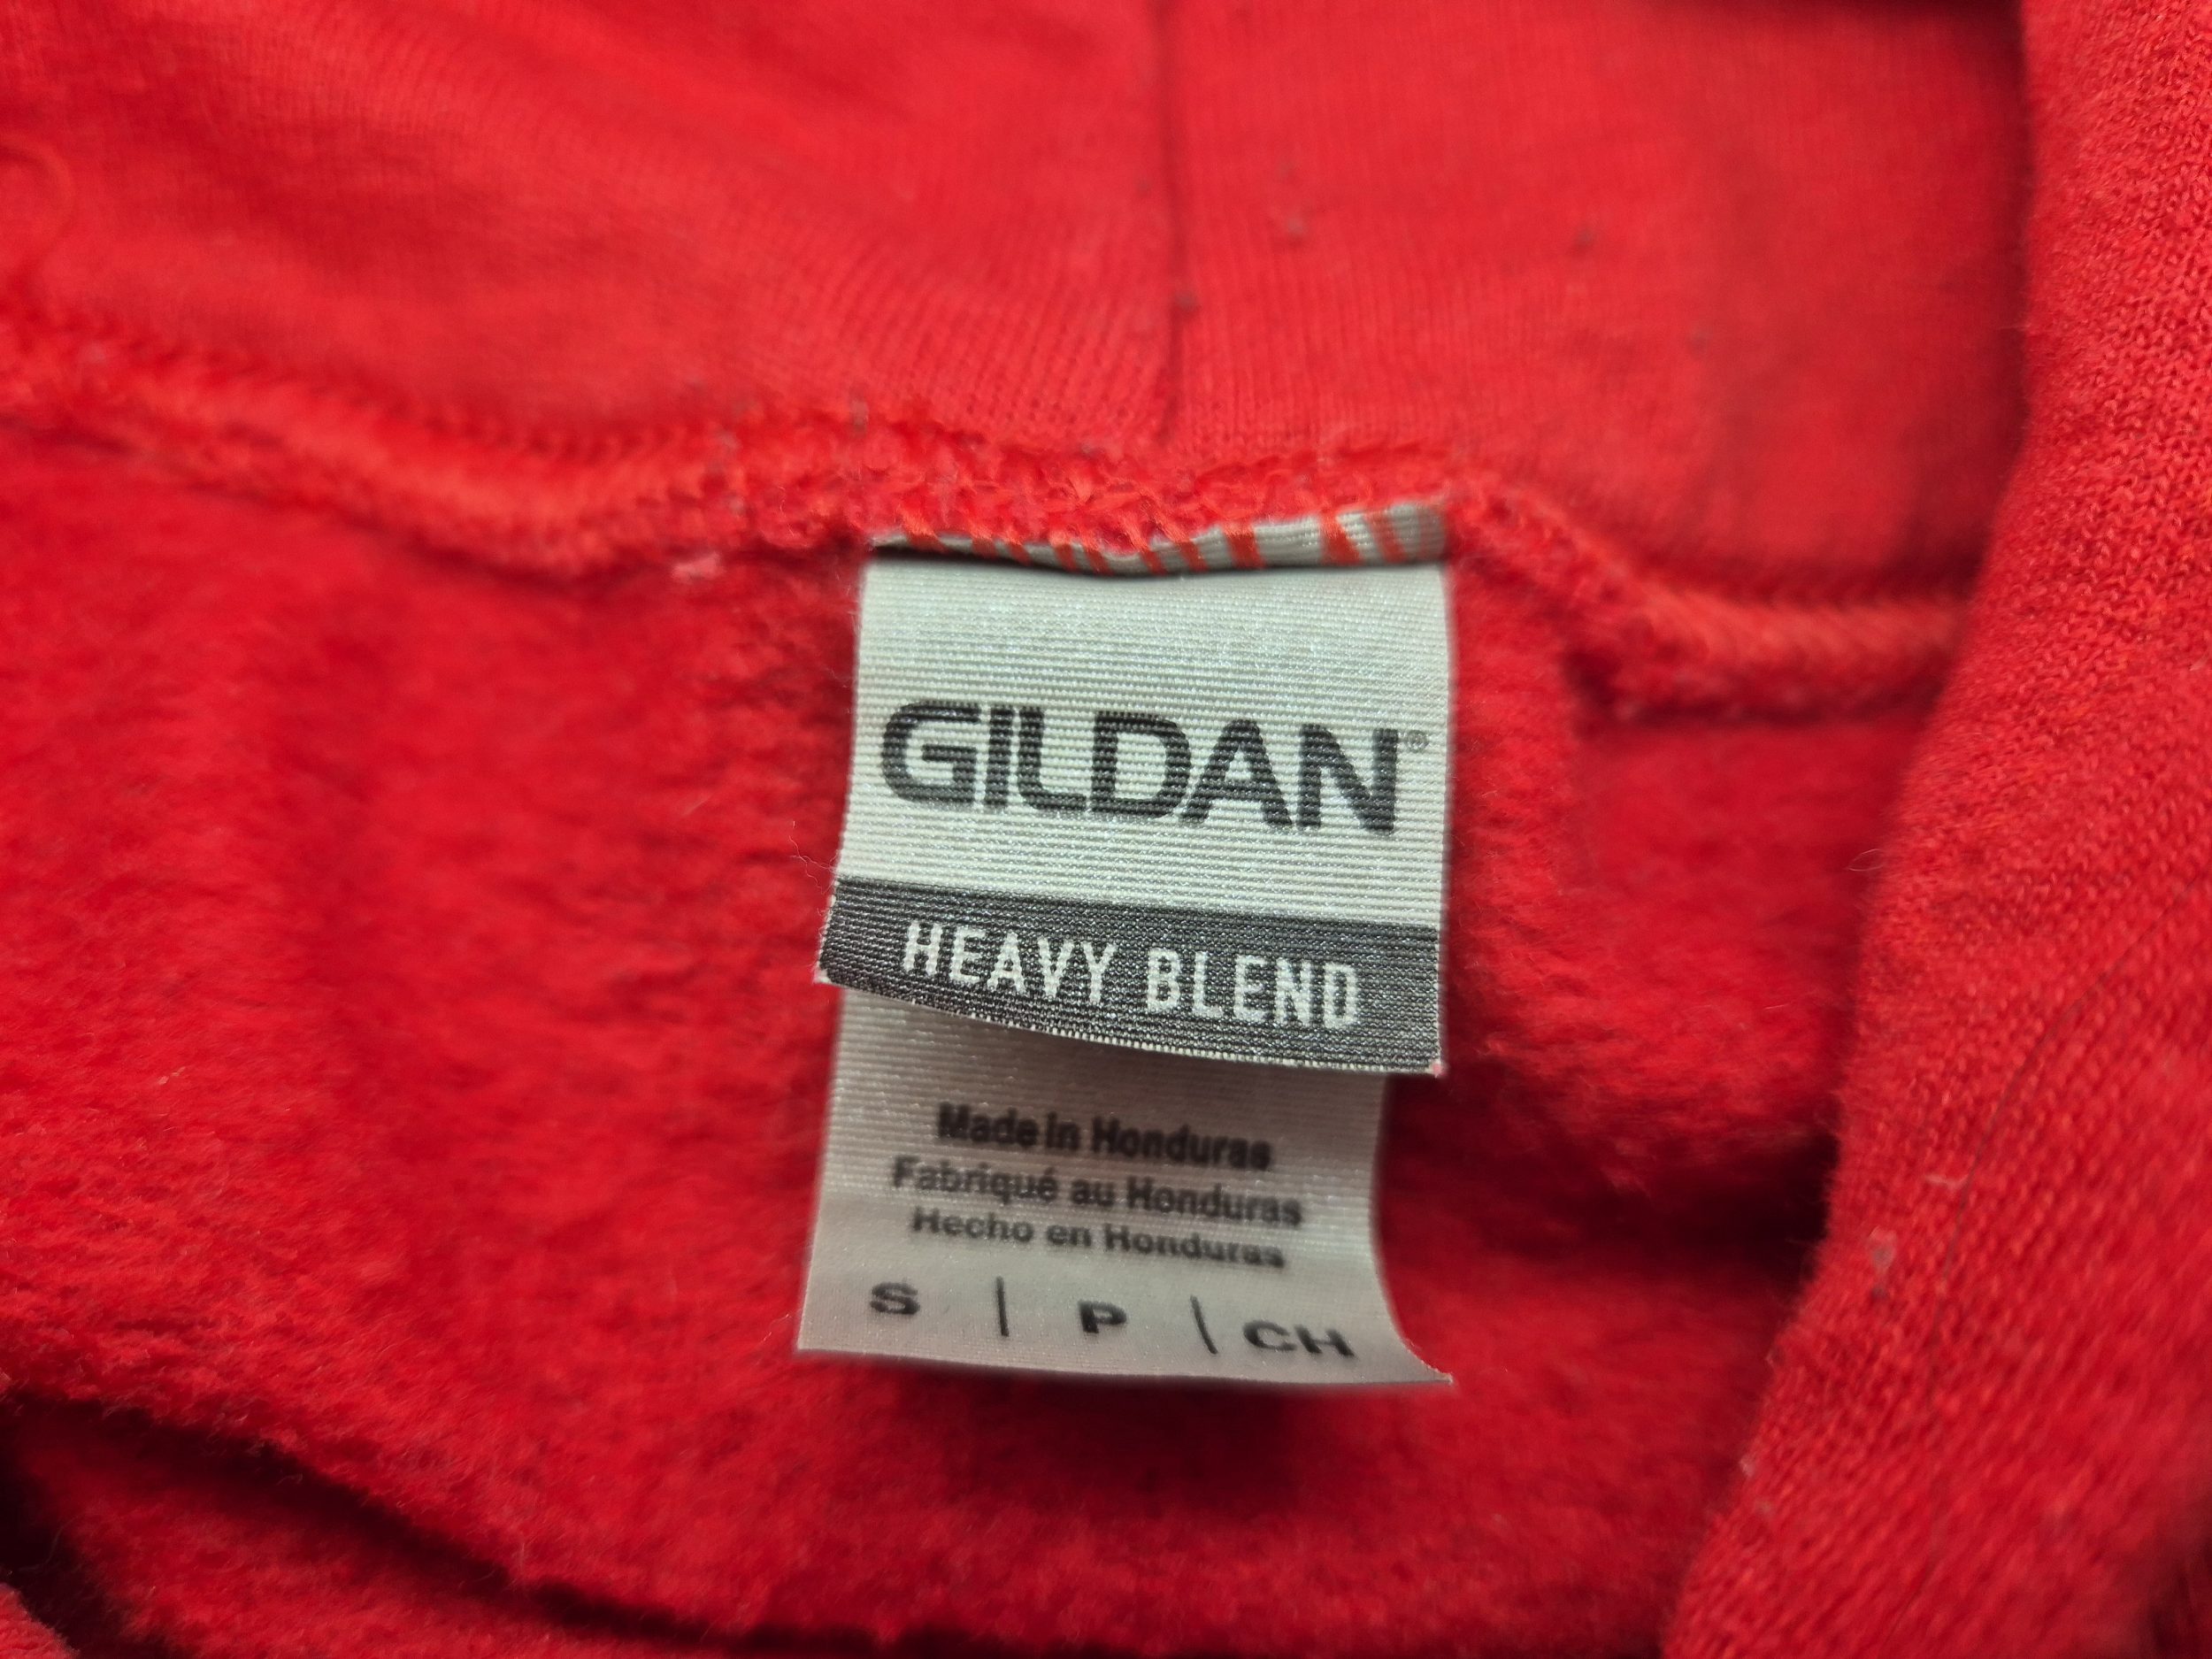 GILDAN®
HEAVY BLEND
Made in Honduras
Fabriqué au Honduras
Hecho en Honduras
S | P | CH